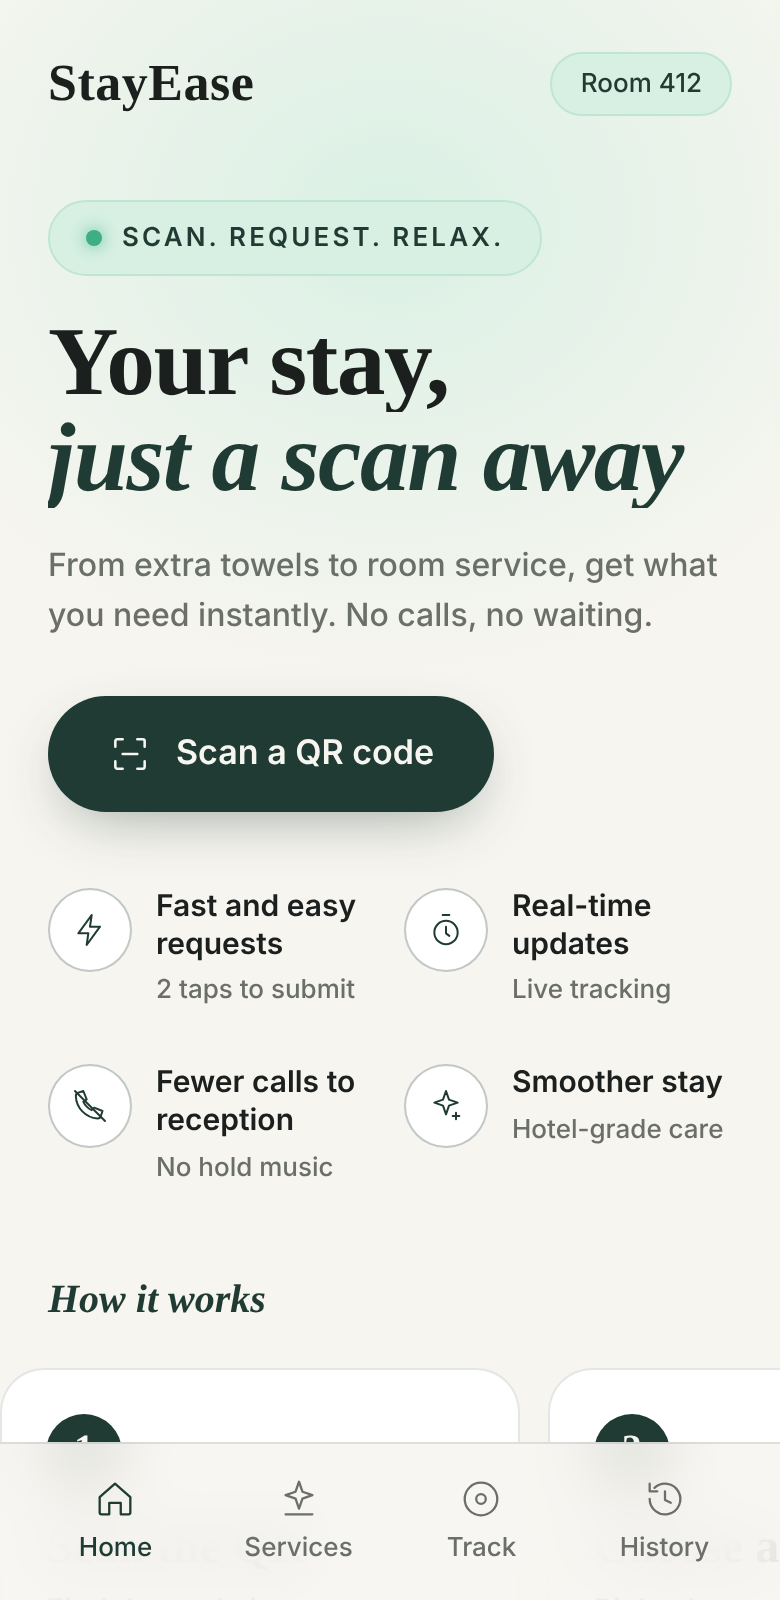 StayEase
Room 412
SCAN. REQUEST. RELAX.
Your stay,
just a scan away
From extra towels to room service, get what
you need instantly. No calls, no waiting.
Scan a QR code
Fast and easy
requests
2 taps to submit
Real-time
updates
Live tracking
Fewer calls to
reception
No hold music
Smoother stay
Hotel-grade care
How it works
1
2
Home
Services
Track
History